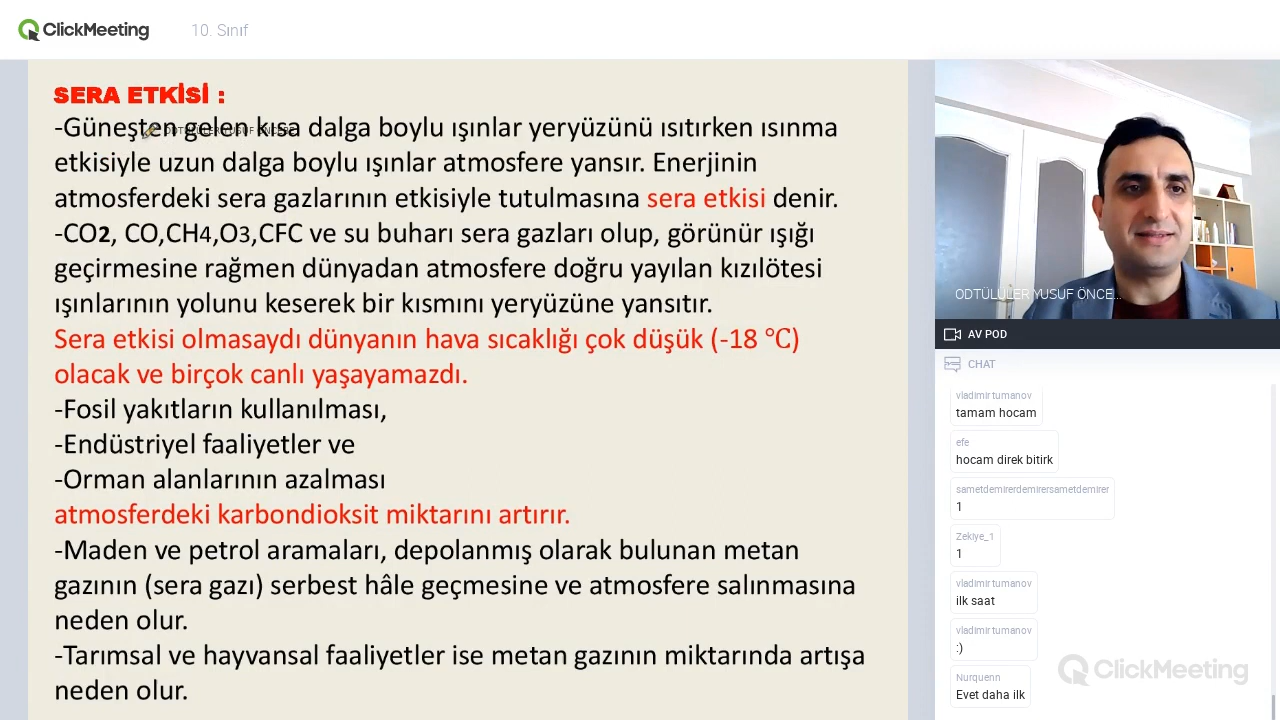 ClickMeeting
10. Sınıf
SERA ETKİSİ :
-Güneşten gelen kısa dalga boylu ışınlar yeryüzünü ısıtırken ısınma
etkisiyle uzun dalga boylu ışınlar atmosfere yansır. Enerjinin
atmosferdeki sera gazlarının etkisiyle tutulmasına sera etkisi denir.
-CO2, CO,CH4,O3,CFC ve su buharı sera gazları olup, görünür ışığı
geçirmesine rağmen dünyadan atmosfere doğru yayılan kızılötesi
ışınlarının yolunu keserek bir kısmını yeryüzüne yansıtır.
Sera etkisi olmasaydı dünyanın hava sıcaklığı çok düşük (-18 ℃)
olacak ve birçok canlı yaşayamazdı.
-Fosil yakıtların kullanılması,
-Endüstriyel faaliyetler ve
-Orman alanlarının azalması
atmosferdeki karbondioksit miktarını artırır.
-Maden ve petrol aramaları, depolanmış olarak bulunan metan
gazının (sera gazı) serbest hâle geçmesine ve atmosfere salınmasına
neden olur.
-Tarımsal ve hayvansal faaliyetler ise metan gazının miktarında artışa
neden olur.
ODTÜLÜLER YUSUF ÖNCE...
AV POD
CHAT
vladimir tumanov
tamam hocam
efe
hocam direk bitirk
sametdemirerdemirersametdemirer
1
Zekiye_1
1
vladimir tumanov
ilk saat
vladimir tumanov
:)
Nurquenn
Evet daha ilk
ClickMeeting